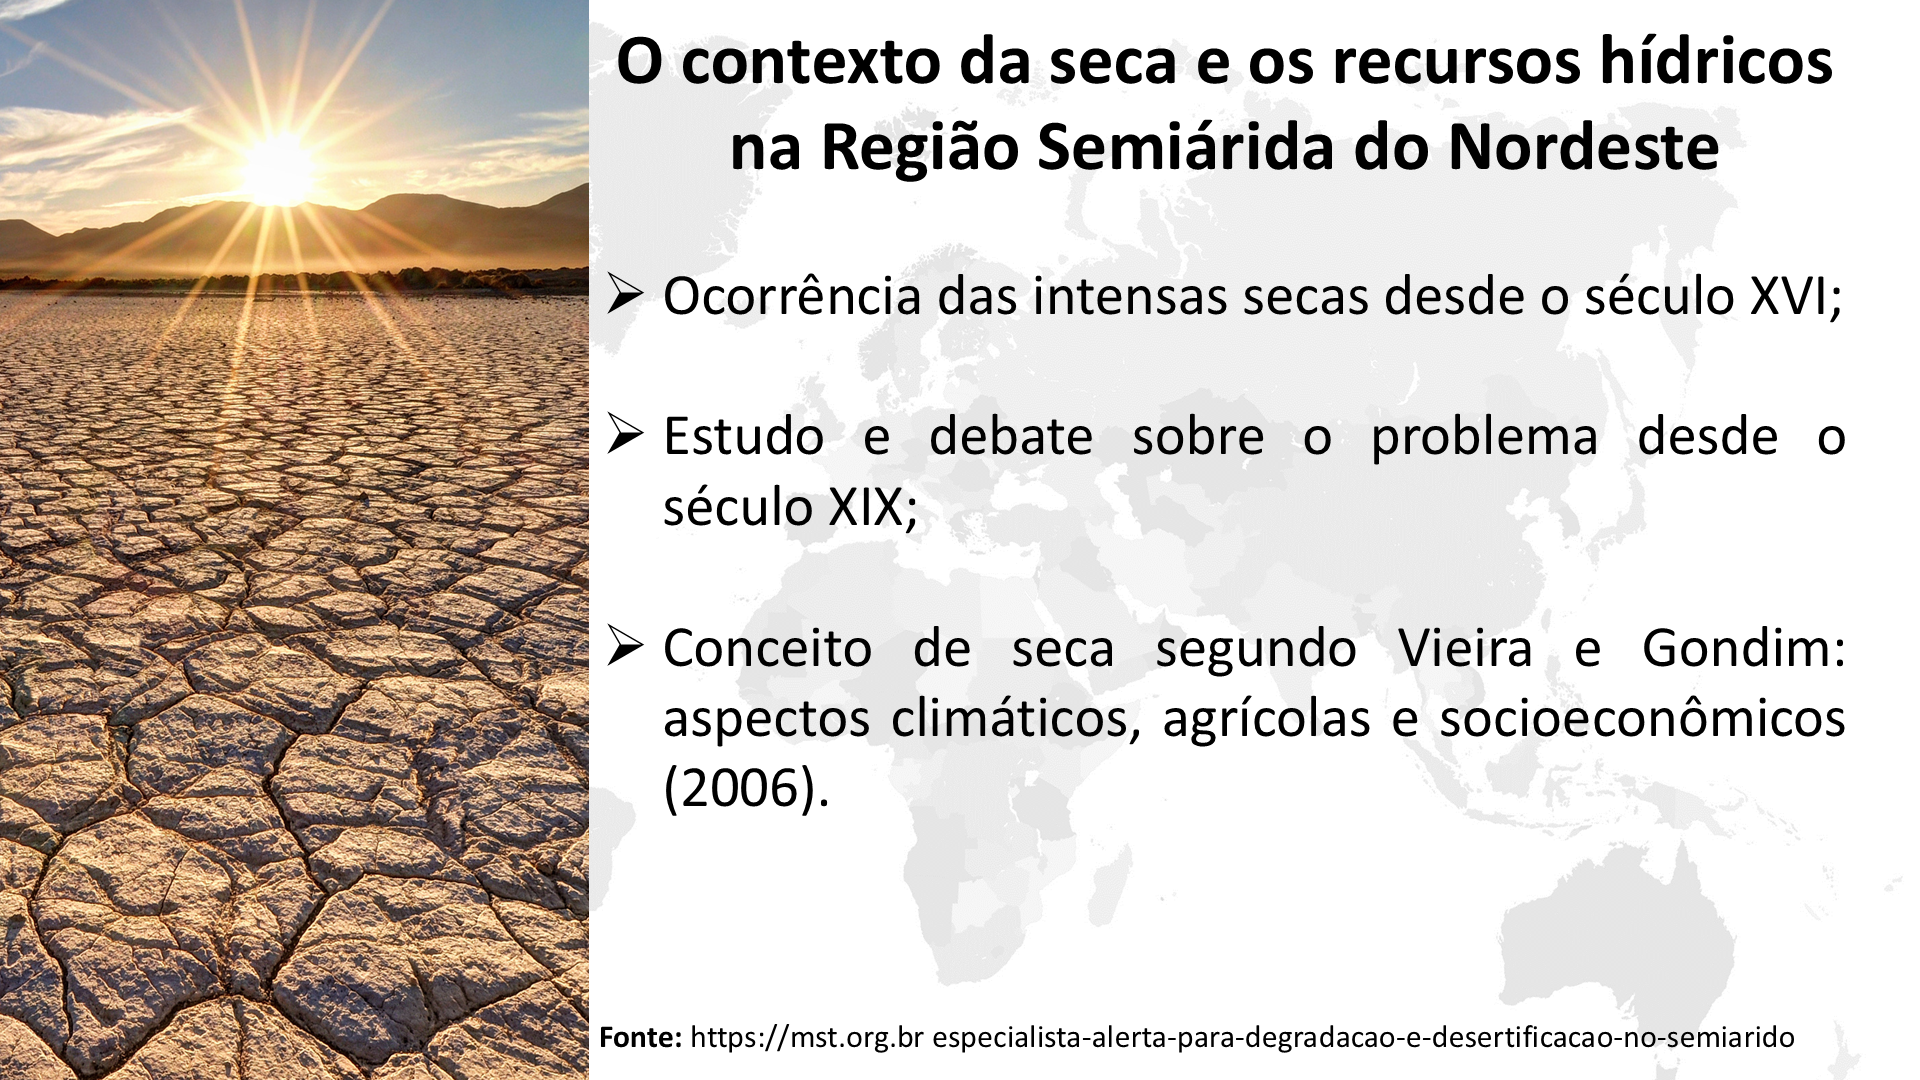 O contexto da seca e os recursos hídricos
na Região Semiárida do Nordeste
➢ Ocorrência das intensas secas desde o século XVI;
➢ Estudo e debate sobre o problema desde o
século XIX;
➢ Conceito de seca segundo Vieira e Gondim:
aspectos climáticos, agrícolas e socioeconômicos
(2006).
Fonte: https://mst.org.br especialista-alerta-para-degradacao-e-desertificacao-no-semiarido